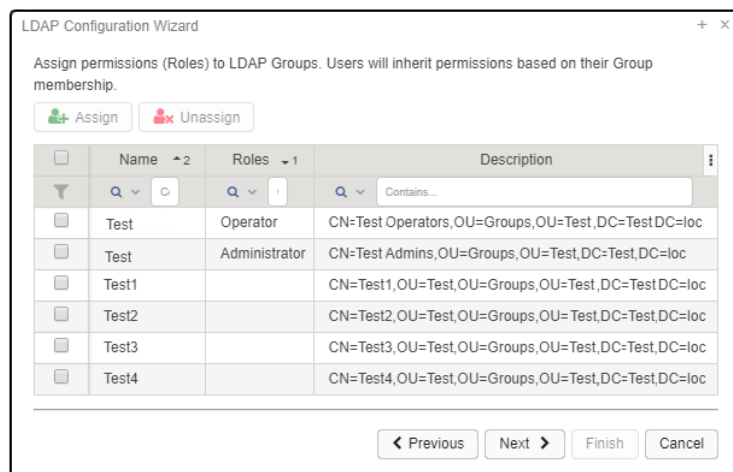 LDAP Configuration Wizard
Assign permissions (Roles) to LDAP Groups. Users will inherit permissions based on their Group
membership.
Assign Unassign
Name 2 Roles 1 Description
Contains...
Test Operator CN=Test Operators,OU=Groups,OU=Test,DC=Test DC=loc
Test Administrator CN=Test Admins,OU=Groups,OU=Test,DC=Test,DC=loc
Test1 CN=Test1,OU=Test,OU=Groups,OU=Test,DC=Test DC=loc
Test2 CN=Test2,OU=Test,OU=Groups,OU=Test,DC=Test,DC=loc
Test3 CN=Test3,OU=Test,OU=Groups,OU=Test,DC=Test,DC=loc
Test4 CN=Test4,OU=Test,OU=Groups,OU=Test,DC=Test,DC=loc
Previous Next Finish Cancel